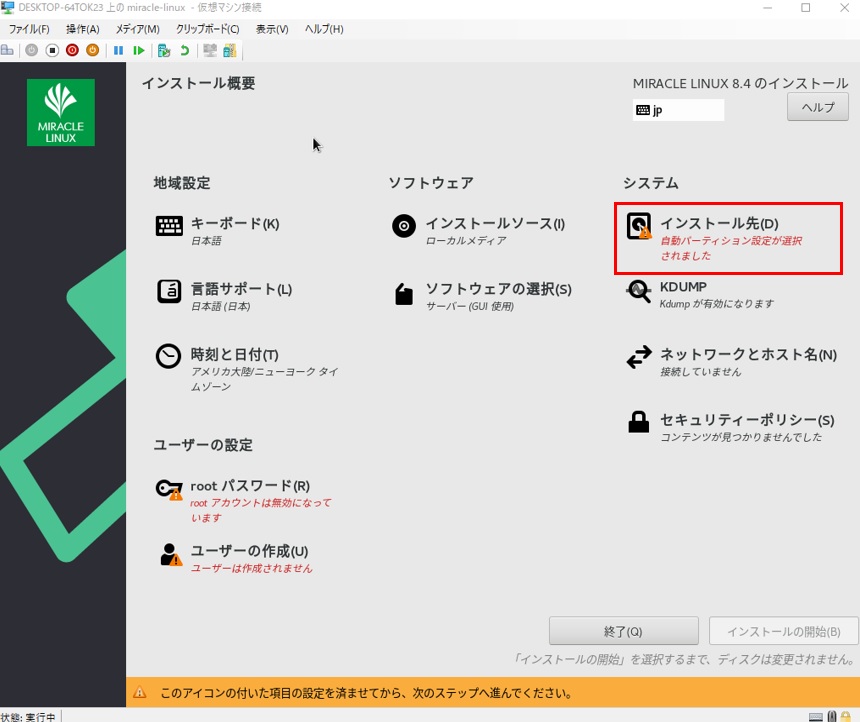 DESKTOP-64TOK23 上の miracle-linux - 仮想マシン接続
ファイル(F) 操作(A) メディア(M) クリップボード(C) 表示(V) ヘルプ(H)
MIRACLE
LINUX
インストール概要
MIRACLE LINUX 8.4 のインストール
jp
ヘルプ
地域設定
キーボード(K)
日本語
言語サポート(L)
日本語 (日本)
時刻と日付(T)
アメリカ大陸/ニューヨーク タイ
ムゾーン
ソフトウェア
インストールソース(I)
ローカルメディア
ソフトウェアの選択(S)
サーバー (GUI 使用)
システム
インストール先(D)
自動パーティション設定が選択
されました
KDUMP
Kdump が有効になります
ネットワークとホスト名(N)
接続していません
セキュリティーポリシー(S)
コンテンツが見つかりませんでした
ユーザーの設定
root パスワード(R)
root アカウントは無効になって
います
ユーザーの作成(U)
ユーザーは作成されません
終了(Q)
インストールの開始(B)
「インストールの開始」を選択するまで、ディスクは変更されません。
このアイコンの付いた項目の設定を済ませてから、次のステップへ進んでください。
状態: 実行中